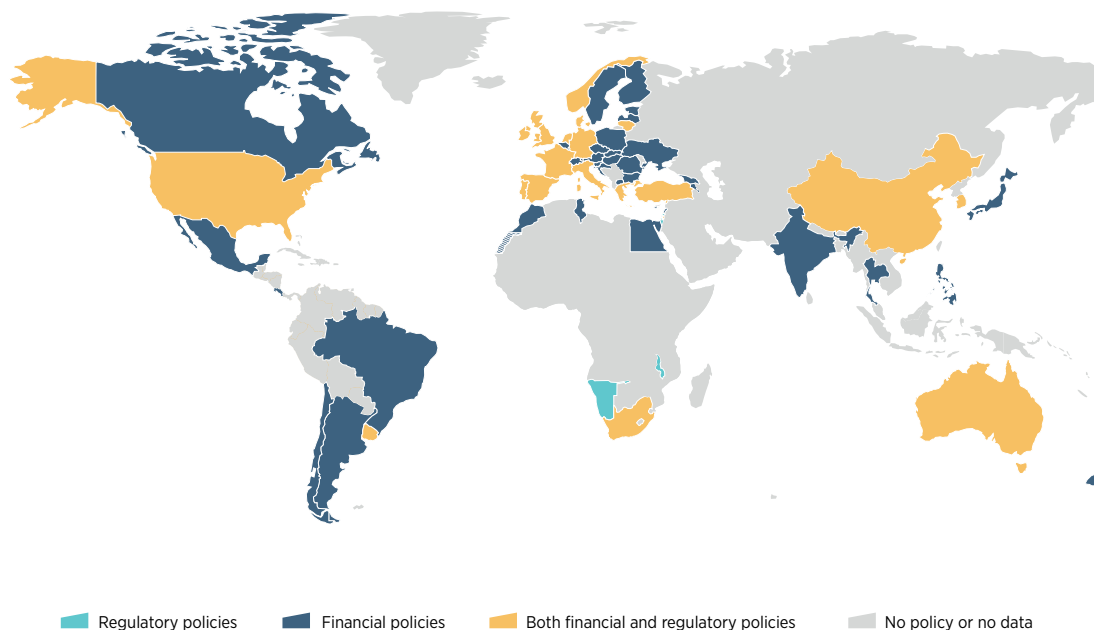 Regulatory policies
Financial policies
Both financial and regulatory policies
No policy or no data